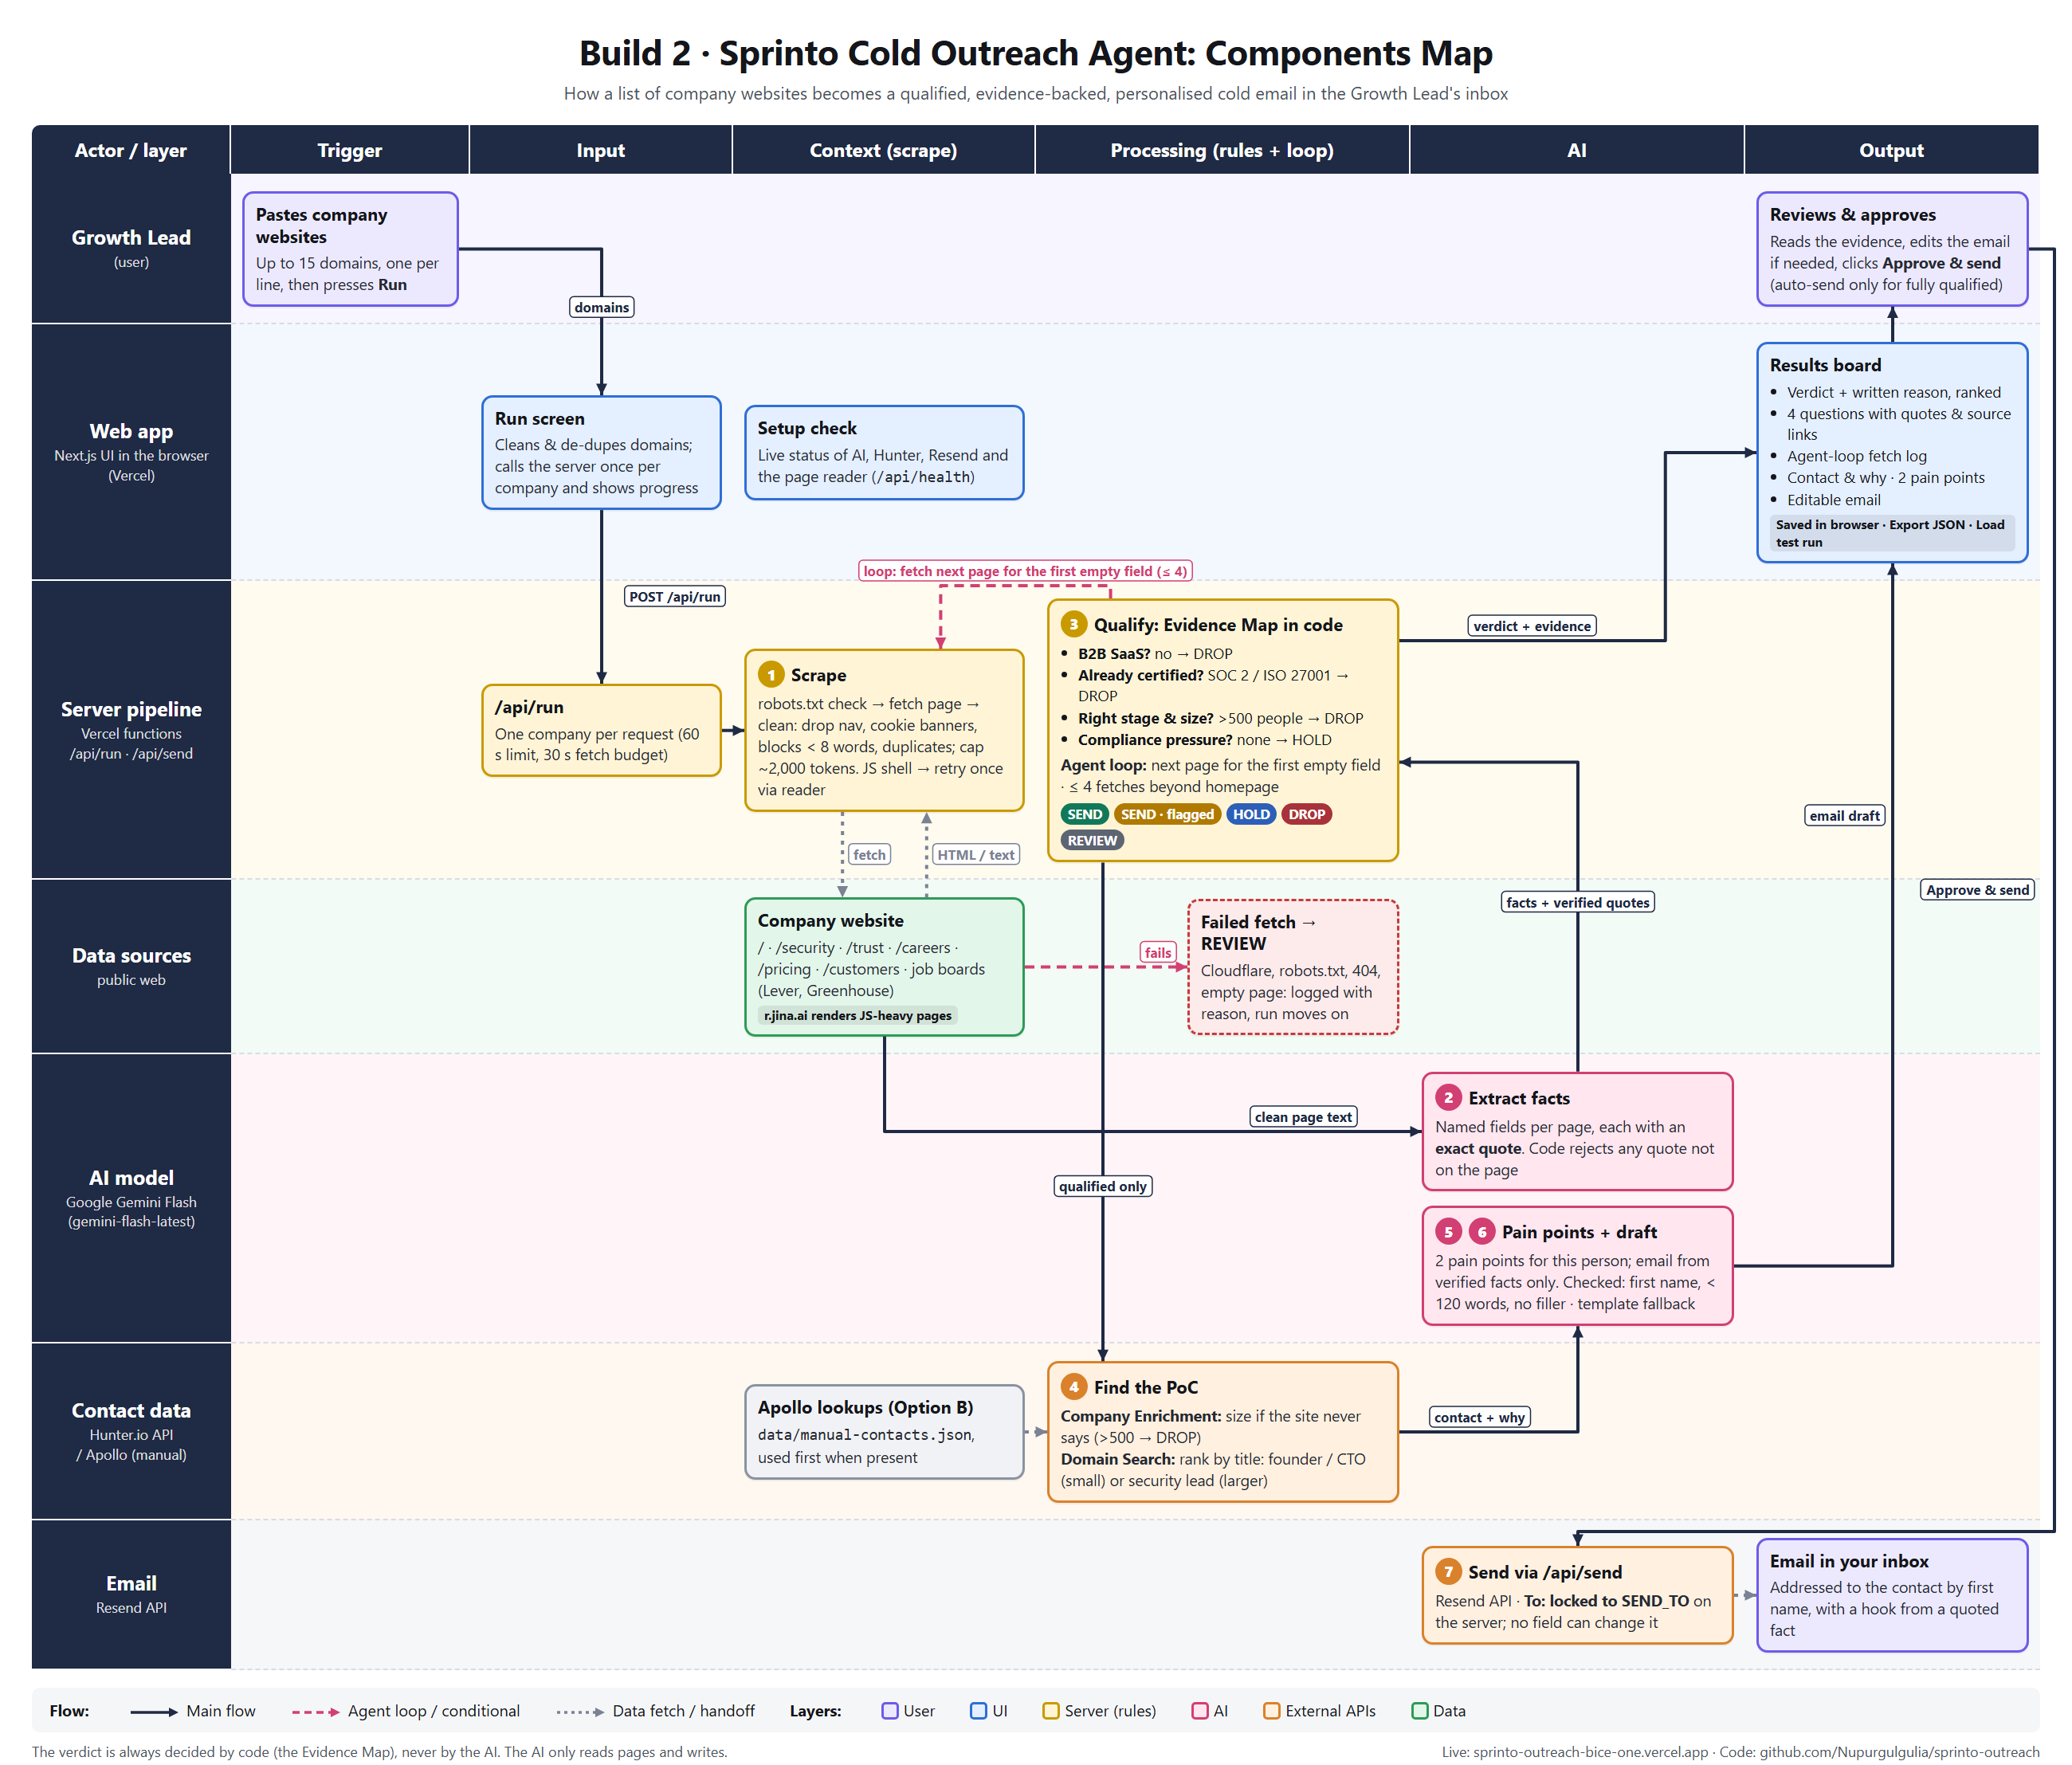 Build 2 · Sprinto Cold Outreach Agent: Components Map
How a list of company websites becomes a qualified, evidence-backed, personalised cold email in the Growth Lead's inbox
Actor / layer
Trigger
Input
Context (scrape)
Processing (rules + loop)
AI
Output
Growth Lead
(user)
Pastes company
websites
Up to 15 domains, one per
line, then presses Run
domains
Reviews & approves
Reads the evidence, edits the email
if needed, clicks Approve & send
(auto-send only for fully qualified)
Web app
Next.js UI in the browser
(Vercel)
Run screen
Cleans & de-dupes domains;
calls the server once per
company and shows progress
Setup check
Live status of AI, Hunter, Resend and
the page reader (/api/health)
Results board
• Verdict + written reason, ranked
• 4 questions with quotes & source
links
• Agent-loop fetch log
• Contact & why · 2 pain points
• Editable email
Saved in browser · Export JSON · Load
test run
loop: fetch next page for the first empty field (≤ 4)
POST /api/run
Server pipeline
Vercel functions
/api/run · /api/send
/api/run
One company per request (60
s limit, 30 s fetch budget)
1 Scrape
robots.txt check → fetch page →
clean: drop nav, cookie banners,
blocks < 8 words, duplicates; cap
~2,000 tokens. JS shell → retry once
via reader
3 Qualify: Evidence Map in code
• B2B SaaS? no → DROP
• Already certified? SOC 2 / ISO 27001 →
DROP
• Right stage & size? >500 people → DROP
• Compliance pressure? none → HOLD
Agent loop: next page for the first empty field
· ≤ 4 fetches beyond homepage
SEND SEND · flagged HOLD DROP
REVIEW
verdict + evidence
email draft
fetch
HTML / text
Approve & send
facts + verified quotes
Data sources
public web
Company website
/ · /security · /trust · /careers ·
/pricing · /customers · job boards
(Lever, Greenhouse)
r.jina.ai renders JS-heavy pages
fails
Failed fetch →
REVIEW
Cloudflare, robots.txt, 404,
empty page: logged with
reason, run moves on
clean page text
qualified only
AI model
Google Gemini Flash
(gemini-flash-latest)
2 Extract facts
Named fields per page, each with an
exact quote. Code rejects any quote not
on the page
5 6 Pain points + draft
2 pain points for this person; email from
verified facts only. Checked: first name, <
120 words, no filler · template fallback
Contact data
Hunter.io API
/ Apollo (manual)
Apollo lookups (Option B)
data/manual-contacts.json,
used first when present
4 Find the PoC
Company Enrichment: size if the site never
says (>500 → DROP)
Domain Search: rank by title: founder / CTO
(small) or security lead (larger)
contact + why
Email
Resend API
7 Send via /api/send
Resend API · To: locked to SEND_TO on
the server; no field can change it
Email in your inbox
Addressed to the contact by first
name, with a hook from a quoted
fact
Flow: Main flow Agent loop / conditional Data fetch / handoff Layers: User UI Server (rules) AI External APIs Data
The verdict is always decided by code (the Evidence Map), never by the AI. The AI only reads pages and writes.
Live: sprinto-outreach-bice-one.vercel.app · Code: github.com/Nupurgulgulia/sprinto-outreach